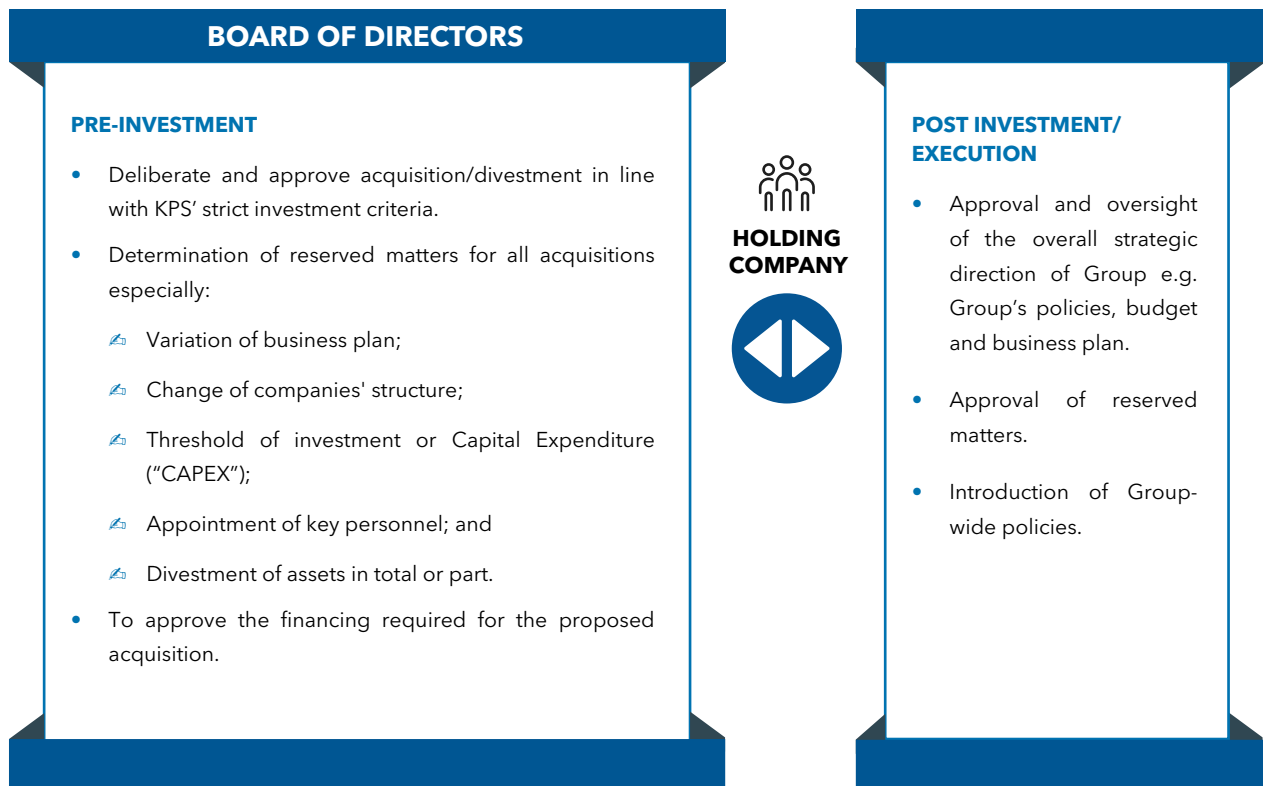 BOARD OF DIRECTORS
PRE-INVESTMENT
• Deliberate and approve acquisition/divestment in line
with KPS’ strict investment criteria.
• Determination of reserved matters for all acquisitions
especially:
✍ Variation of business plan;
✍ Change of companies' structure;
✍ Threshold of investment or Capital Expenditure
(“CAPEX”);
✍ Appointment of key personnel; and
✍ Divestment of assets in total or part.
• To approve the financing required for the proposed
acquisition.
HOLDING
COMPANY
POST INVESTMENT/
EXECUTION
• Approval and oversight
of the overall strategic
direction of Group e.g.
Group’s policies, budget
and business plan.
• Approval of reserved
matters.
• Introduction of Group-
wide policies.